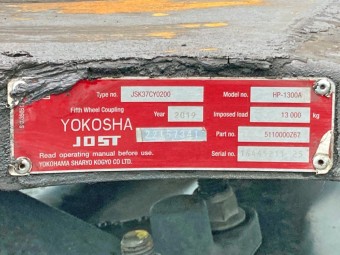 Type no. JSK37CY0200 Model no. HP-1300A
Fifth Wheel Coupling Year 2019 Imposed load 13 000 kg
YOKOSHA
JOST Part no. 5110000267
Read operating manual before use. Serial no.
YOKOHAMA SHARYO KOGYO CO LTD.